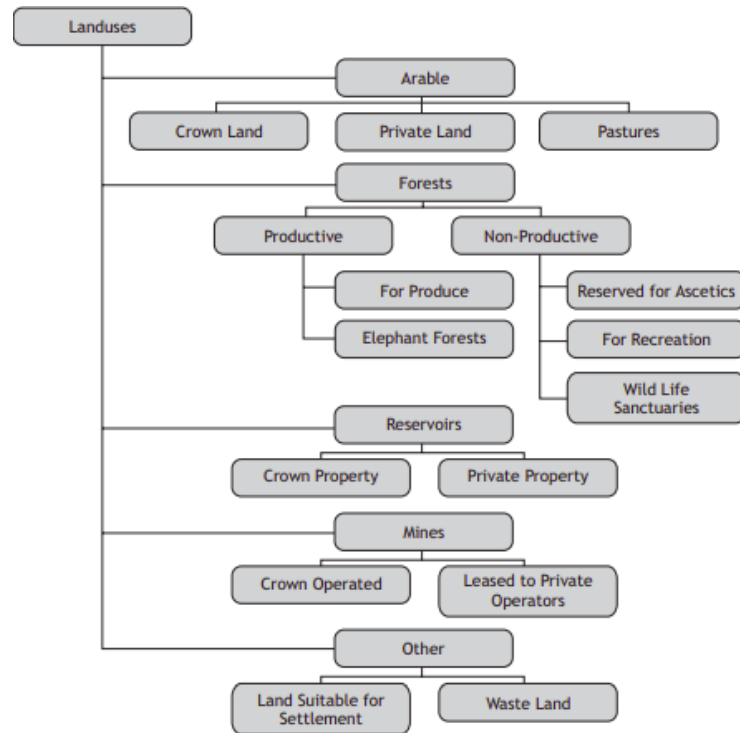 Landuses
Arable
Crown Land
Private Land
Pastures
Forests
Productive
Non-Productive
For Produce
Reserved for Ascetics
Elephant Forests
For Recreation
Wild Life
Sanctuaries
Reservoirs
Crown Property
Private Property
Mines
Crown Operated
Leased to Private
Operators
Other
Land Suitable for
Settlement
Waste Land